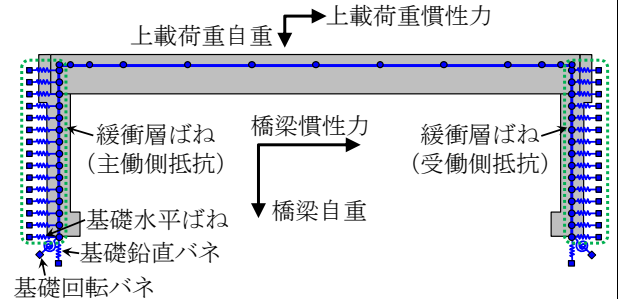 上載荷重慣性力
上載荷重自重
緩衝層ばね
（主働側抵抗）
橋梁慣性力
緩衝層ばね
（受働側抵抗）
橋梁自重
基礎水平ばね
基礎鉛直バネ
基礎回転バネ